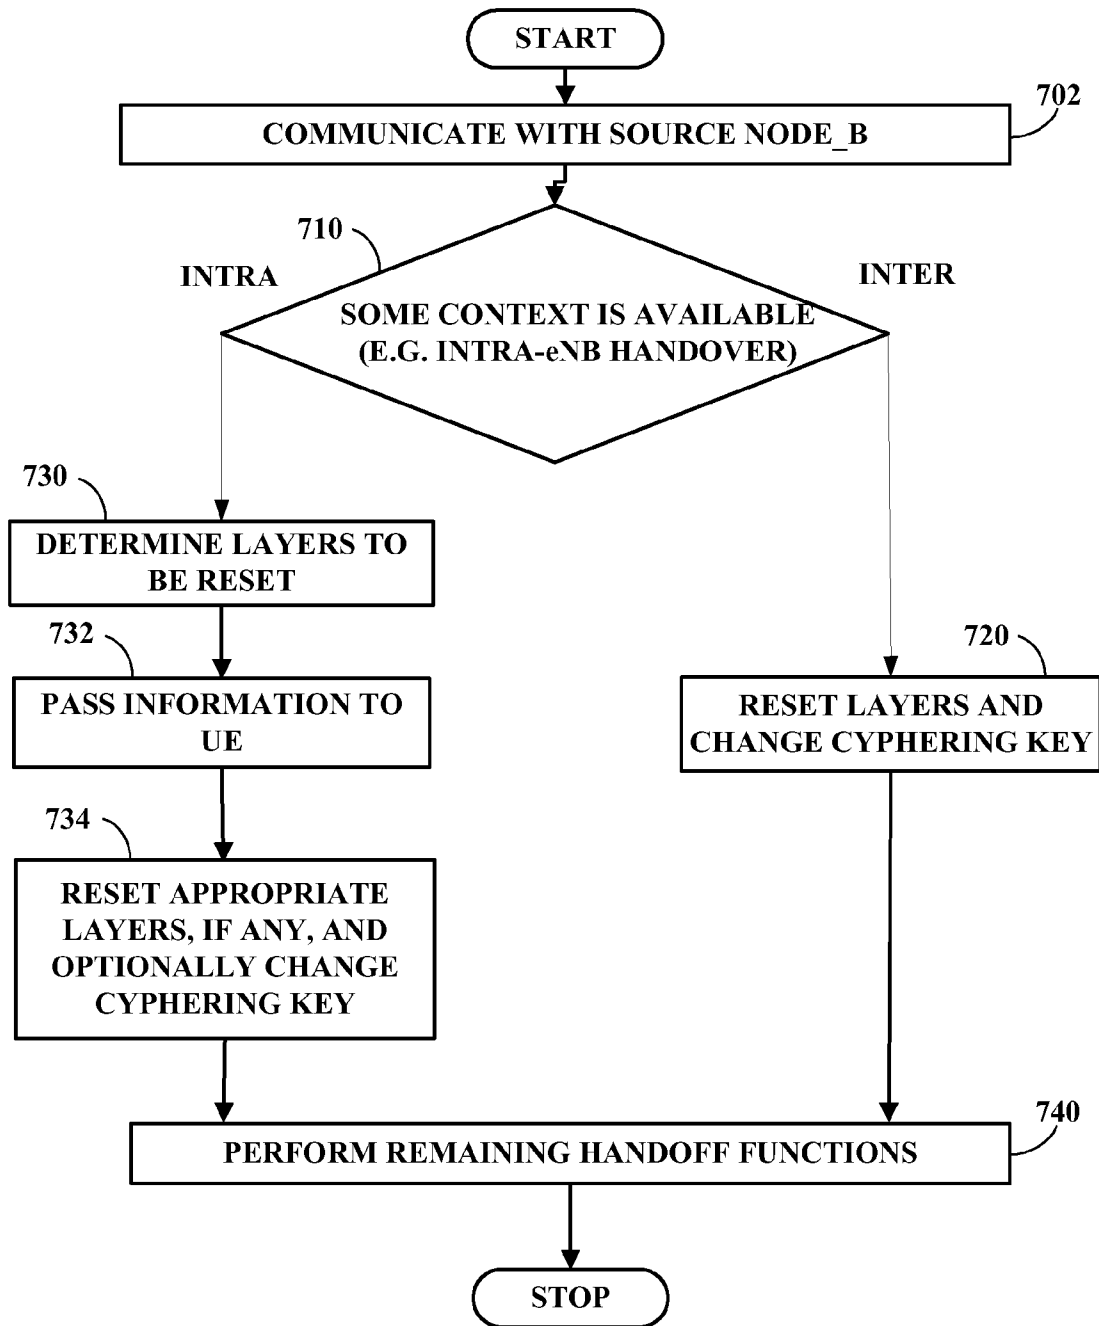 START
702
COMMUNICATE WITH SOURCE NODE_B
710
INTRA
INTER
SOME CONTEXT IS AVAILABLE
(E.G. INTRA-eNB HANDOVER)
730
DETERMINE LAYERS TO
BE RESET
732
PASS INFORMATION TO
UE
720
RESET LAYERS AND
CHANGE CYPHERING KEY
734
RESET APPROPRIATE
LAYERS, IF ANY, AND
OPTIONALLY CHANGE
CYPHERING KEY
740
PERFORM REMAINING HANDOFF FUNCTIONS
STOP